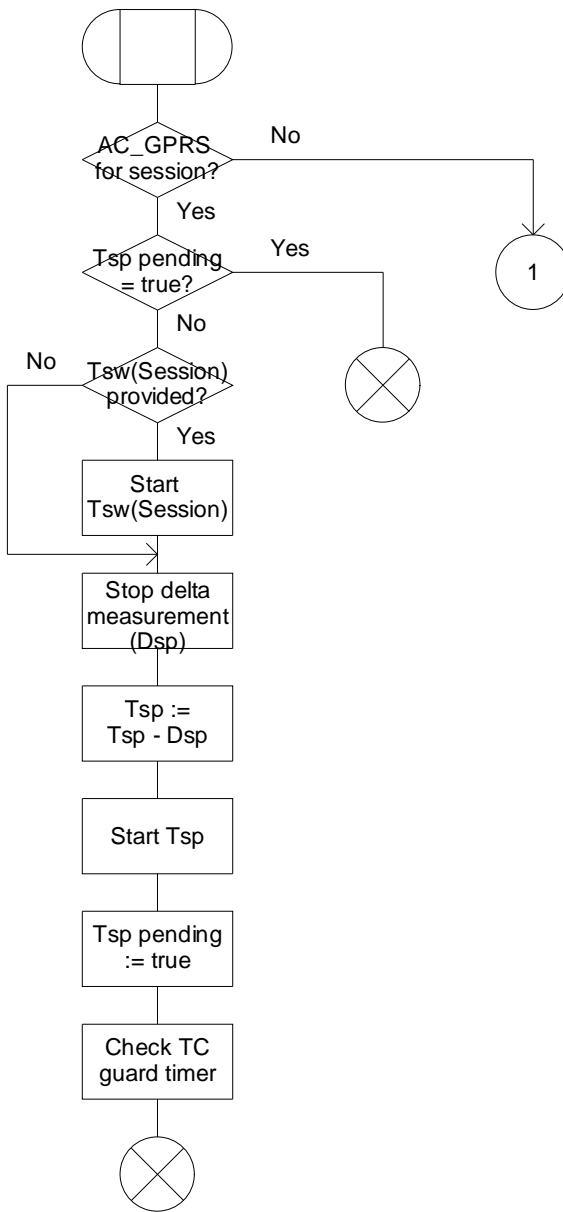 AC_GPRS
for session?
No
Yes
Tsp pending
= true?
Yes
1
No
No
Tsw(Session)
provided?
Yes
Start
Tsw(Session)
Stop delta
measurement
(Dsp)
Tsp :=
Tsp - Dsp
Start Tsp
Tsp pending
:= true
Check TC
guard timer